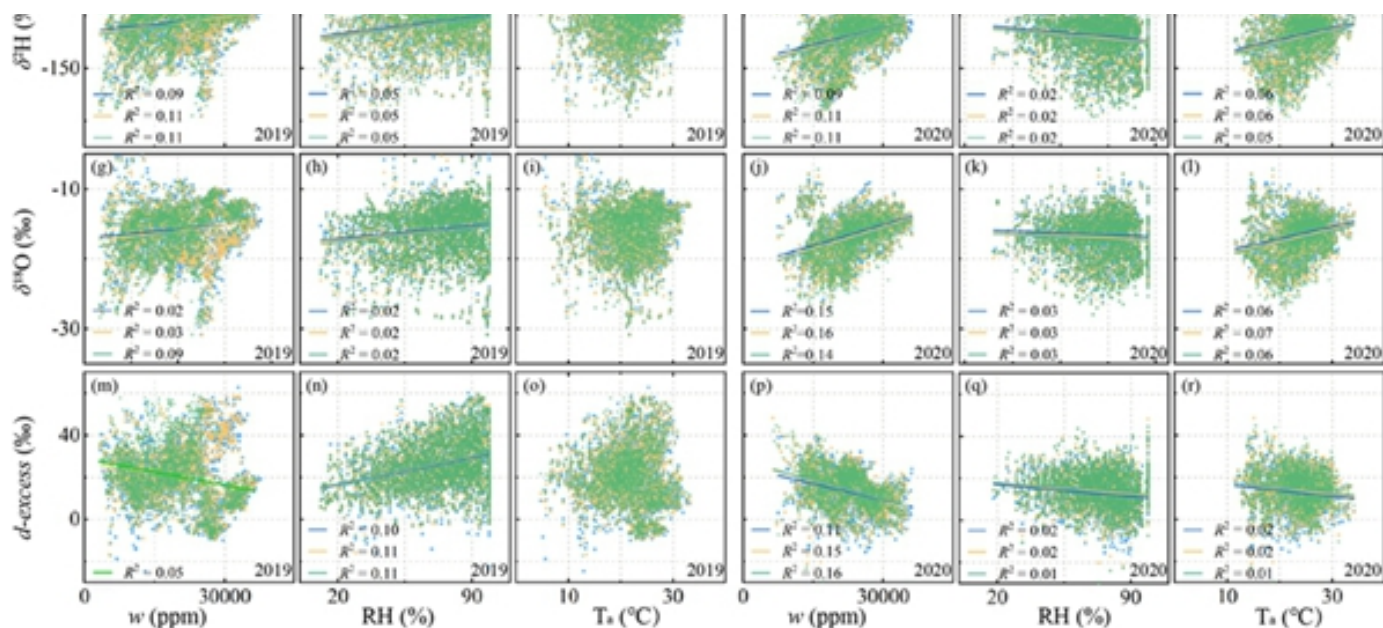 δ²H (%
-150
R² = 0.09
R² = 0.11
R² = 0.11
2019
R² = 0.05
R² = 0.05
R² = 0.05
2019
2019
R² = 0.09
R² = 0.11
R² = 0.11
2020
R² = 0.02
R² = 0.02
R² = 0.02
2020
R² = 0.06
R² = 0.06
R² = 0.05
2020
δ¹⁸O (‰)
-10
-30
(g)
R² = 0.02
R² = 0.03
R² = 0.09
2019
(h)
R² = 0.02
R² = 0.02
R² = 0.02
2019
(i)
2019
(j)
R²=0.15
R²=0.16
R²=0.14
2020
(k)
R² = 0.03
R² = 0.03
R² = 0.03
2020
(l)
R² = 0.06
R² = 0.07
R² = 0.06
2020
d-excess (‰)
40
0
(m)
R² = 0.05
2019
(n)
R² = 0.10
R² = 0.11
R² = 0.11
2019
(o)
2019
(p)
R² = 0.11
R² = 0.15
R² = 0.16
2020
(q)
R² = 0.02
R² = 0.02
R² = 0.01
2020
(r)
R² = 0.02
R² = 0.02
R² = 0.01
2020
0 30000
w (ppm)
20 90
RH (%)
10 30
Tₐ (℃)
0 30000
w (ppm)
20 90
RH (%)
10 30
Tₐ (℃)